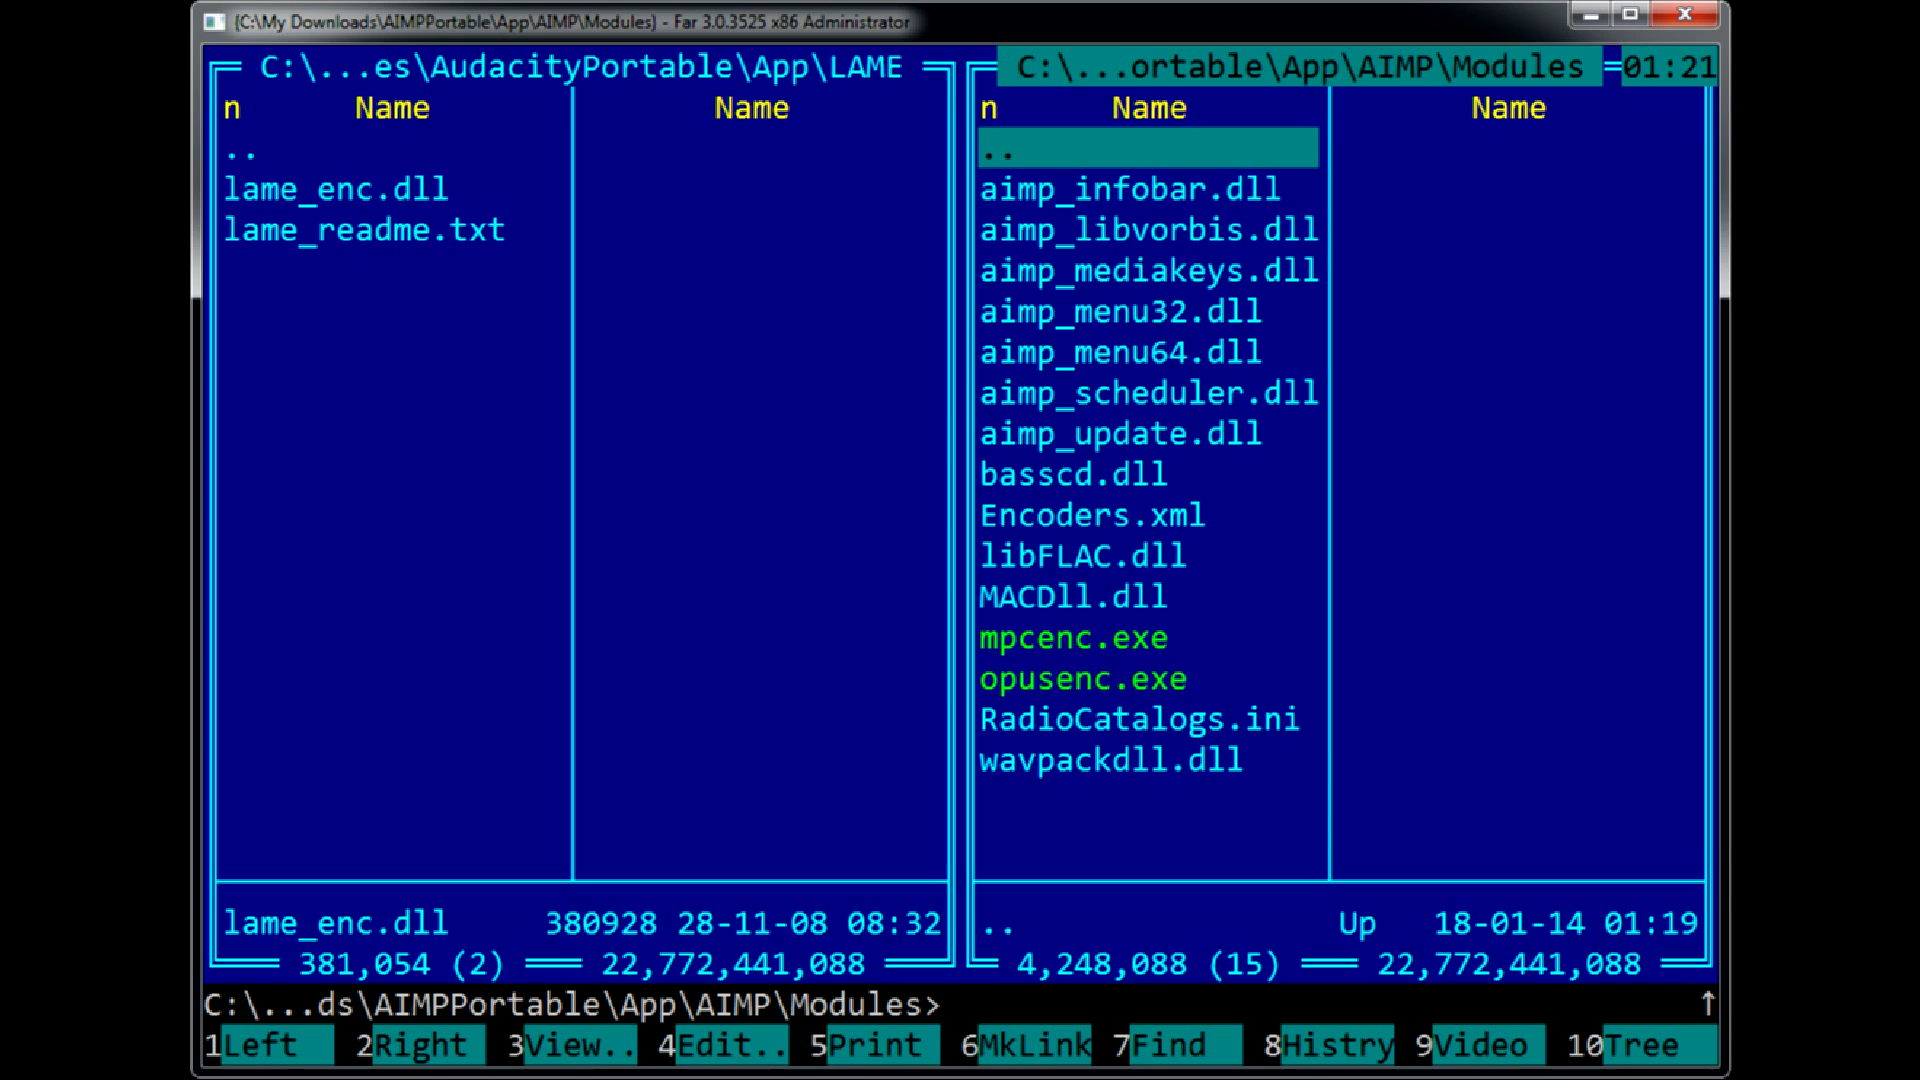 {C:\My Downloads\AIMPPortable\App\AIMP\Modules} - Far 3.0.3525 x86 Administrator
C:\...es\AudacityPortable\App\LAME
n Name Name
..
lame_enc.dll
lame_readme.txt
lame_enc.dll 380928 28-11-08 08:32
381,054 (2) 22,772,441,088
C:\...ortable\App\AIMP\Modules 01:21
n Name Name
..
aimp_infobar.dll
aimp_libvorbis.dll
aimp_mediakeys.dll
aimp_menu32.dll
aimp_menu64.dll
aimp_scheduler.dll
aimp_update.dll
basscd.dll
Encoders.xml
libFLAC.dll
MACDll.dll
mpcenc.exe
opusenc.exe
RadioCatalogs.ini
wavpackdll.dll
.. Up 18-01-14 01:19
4,248,088 (15) 22,772,441,088
C:\...ds\AIMPPortable\App\AIMP\Modules> ↑
1Left 2Right 3View.. 4Edit.. 5Print 6MkLink 7Find 8Histry 9Video 10Tree